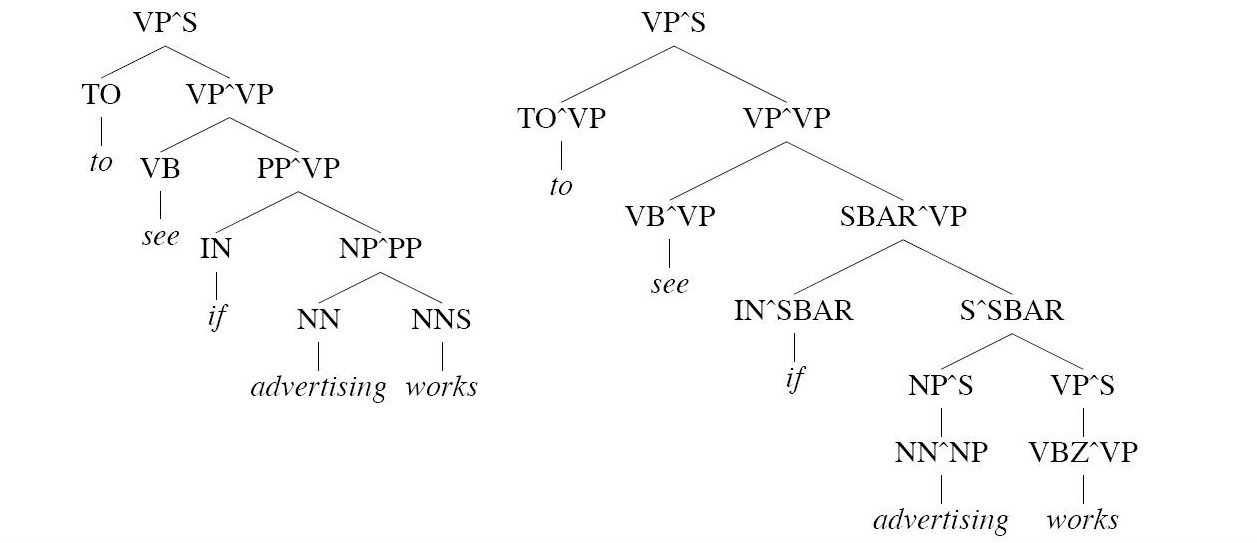 VP^S
TO VP^VP
to VB PP^VP
see IN NP^PP
if NN NNS
advertising works
VP^S
TO^VP VP^VP
to
VB^VP SBAR^VP
see
IN^SBAR S^SBAR
if
NP^S VP^S
NN^NP VBZ^VP
advertising works